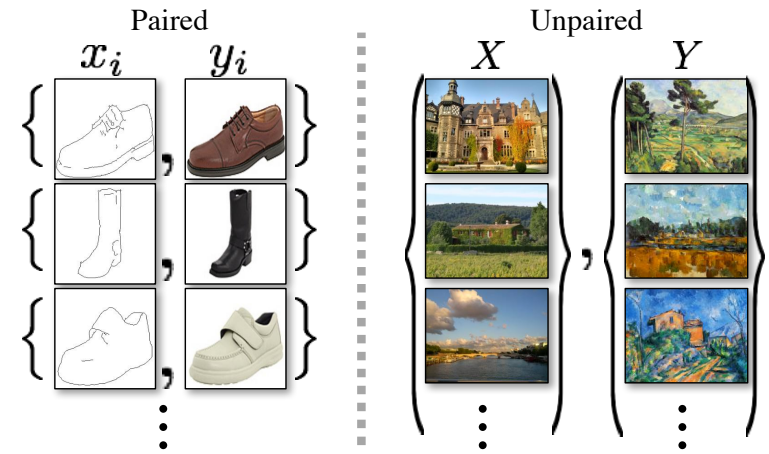 Paired
x_i y_i
{ , }
{ , }
{ , }
⋮
Unpaired
X Y
{ } , { }
⋮ ⋮